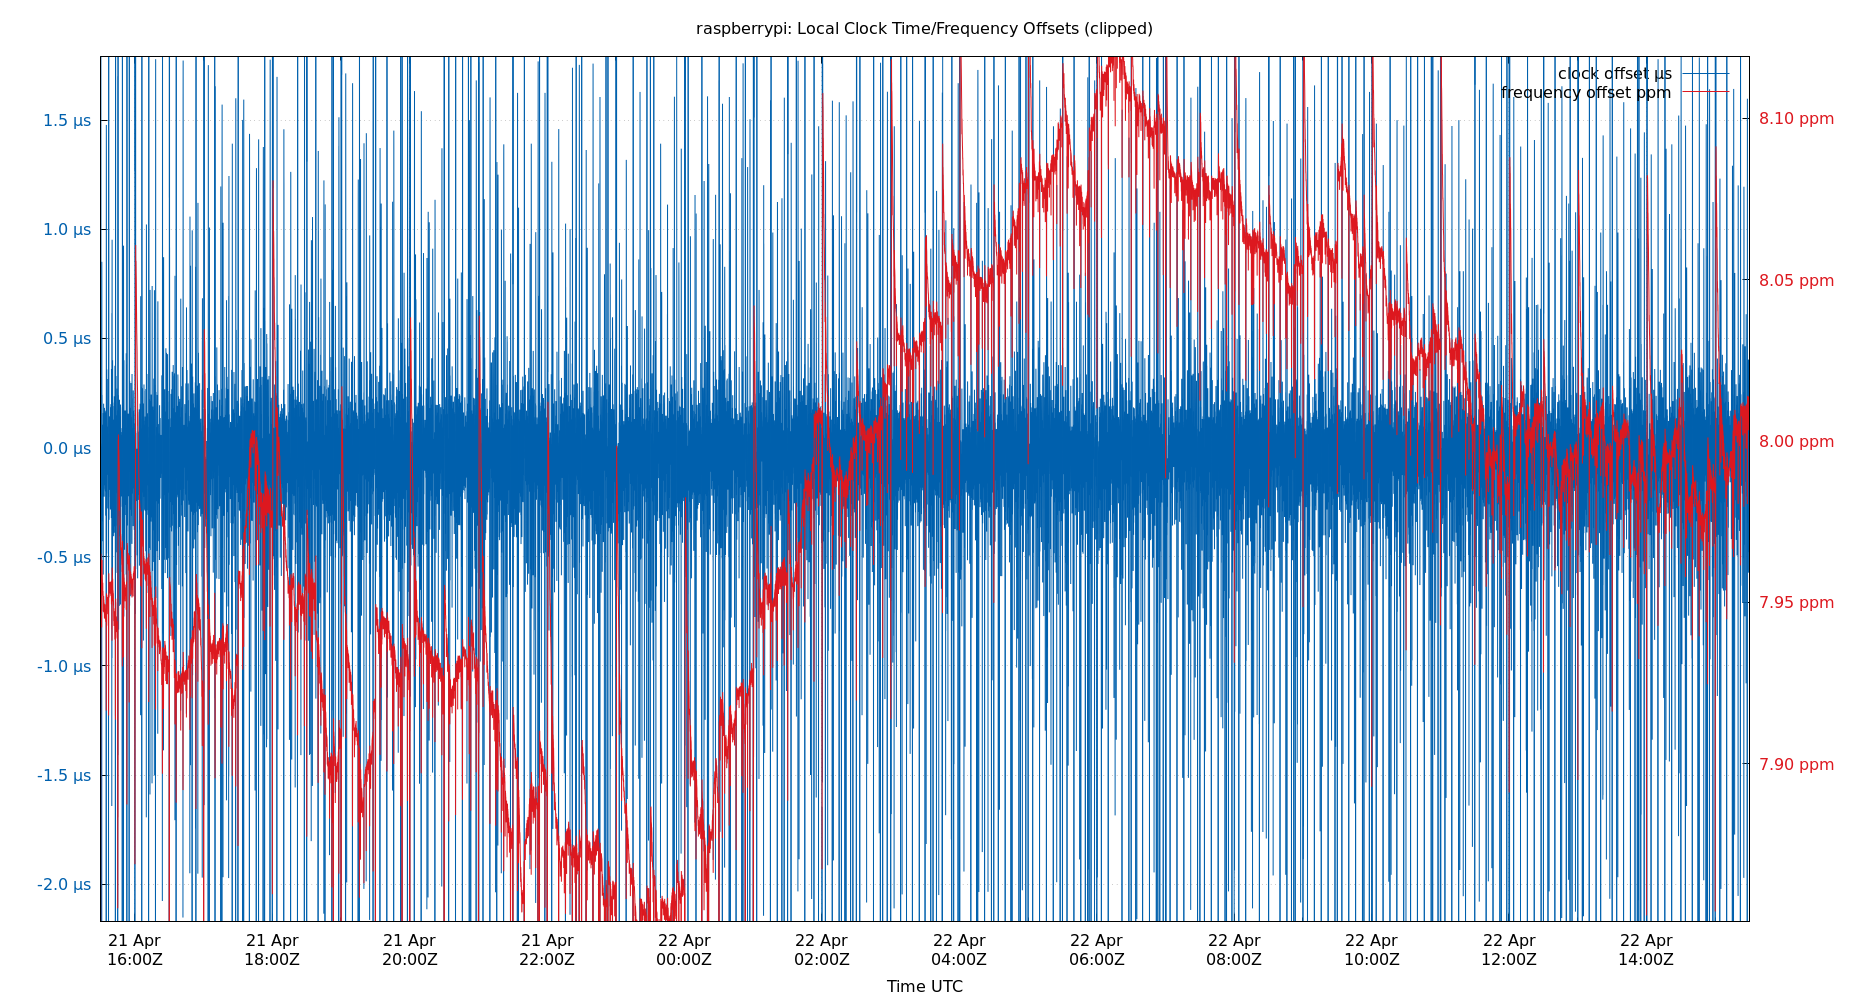 raspberrypi: Local Clock Time/Frequency Offsets (clipped)
clock offset µs
frequency offset ppm
1.5 µs
1.0 µs
0.5 µs
0.0 µs
-0.5 µs
-1.0 µs
-1.5 µs
-2.0 µs
8.10 ppm
8.05 ppm
8.00 ppm
7.95 ppm
7.90 ppm
21 Apr 21 Apr 21 Apr 21 Apr 22 Apr 22 Apr 22 Apr 22 Apr 22 Apr 22 Apr 22 Apr 22 Apr
16:00Z 18:00Z 20:00Z 22:00Z 00:00Z 02:00Z 04:00Z 06:00Z 08:00Z 10:00Z 12:00Z 14:00Z
Time UTC